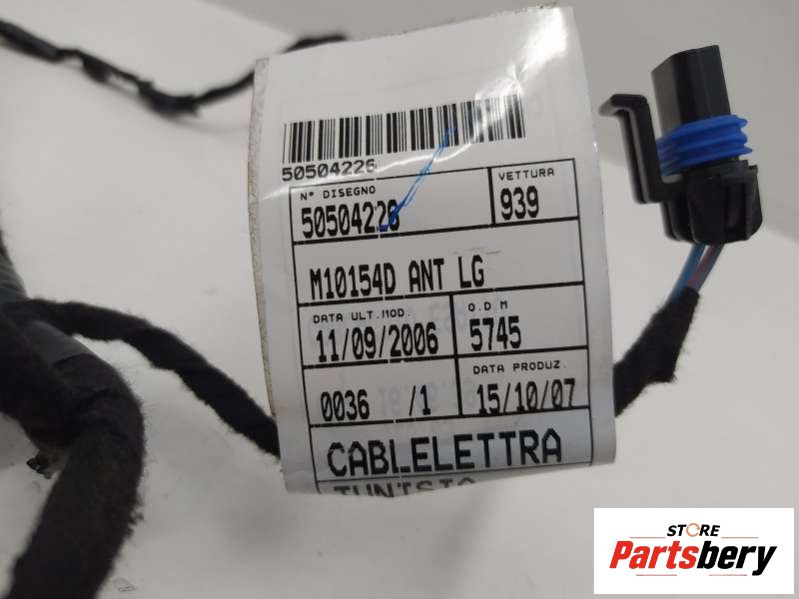 50504226
N° DISEGNO
50504226
VETTURA
939
M10154D ANT LG
DATA ULT. MOD.
11/09/2006
O.D M
5745
0036 /1
DATA PRODUZ.
15/10/07
CABLELETTRA
TUNISIA
STORE
Partsbery